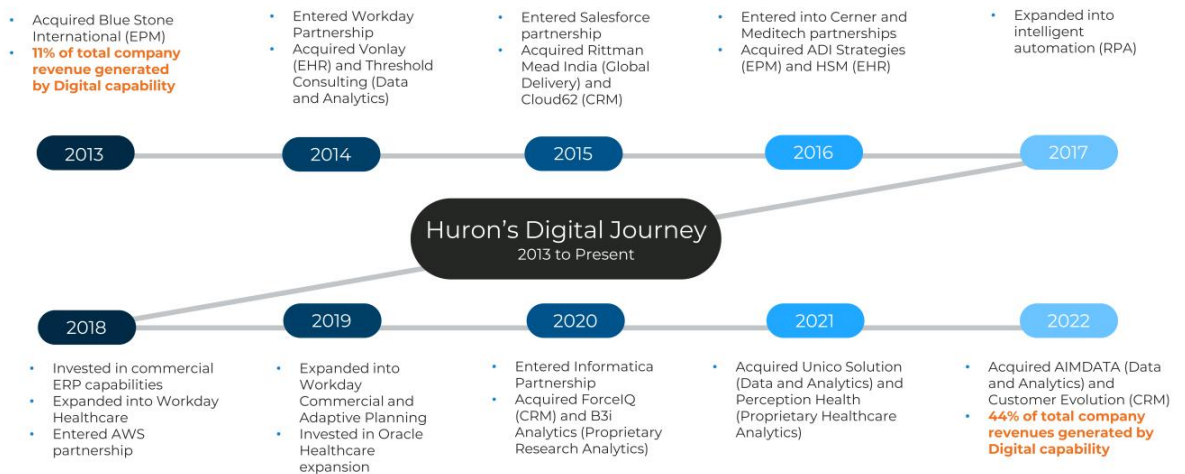 Acquired Blue Stone
International (EPM)
11% of total company
revenue generated
by Digital capability
Entered Workday
Partnership
Acquired Vonlay
(EHR) and Threshold
Consulting (Data
and Analytics)
Entered Salesforce
partnership
Acquired Rittman
Mead India (Global
Delivery) and
Cloud62 (CRM)
Entered into Cerner and
Meditech partnerships
Acquired ADI Strategies
(EPM) and HSM (EHR)
Expanded into
intelligent
automation (RPA)
2013
2014
2015
2016
2017
Huron's Digital Journey
2013 to Present
2018
2019
2020
2021
2022
Invested in commercial
ERP capabilities
Expanded into Workday
Healthcare
Entered AWS
partnership
Expanded into
Workday
Commercial and
Adaptive Planning
Invested in Oracle
Healthcare
expansion
Entered Informatica
Partnership
Acquired ForceIQ
(CRM) and B3i
Analytics (Proprietary
Research Analytics)
Acquired Unico Solution
(Data and Analytics) and
Perception Health
(Proprietary Healthcare
Analytics)
Acquired AIMDATA (Data
and Analytics) and
Customer Evolution (CRM)
44% of total company
revenues generated by
Digital capability